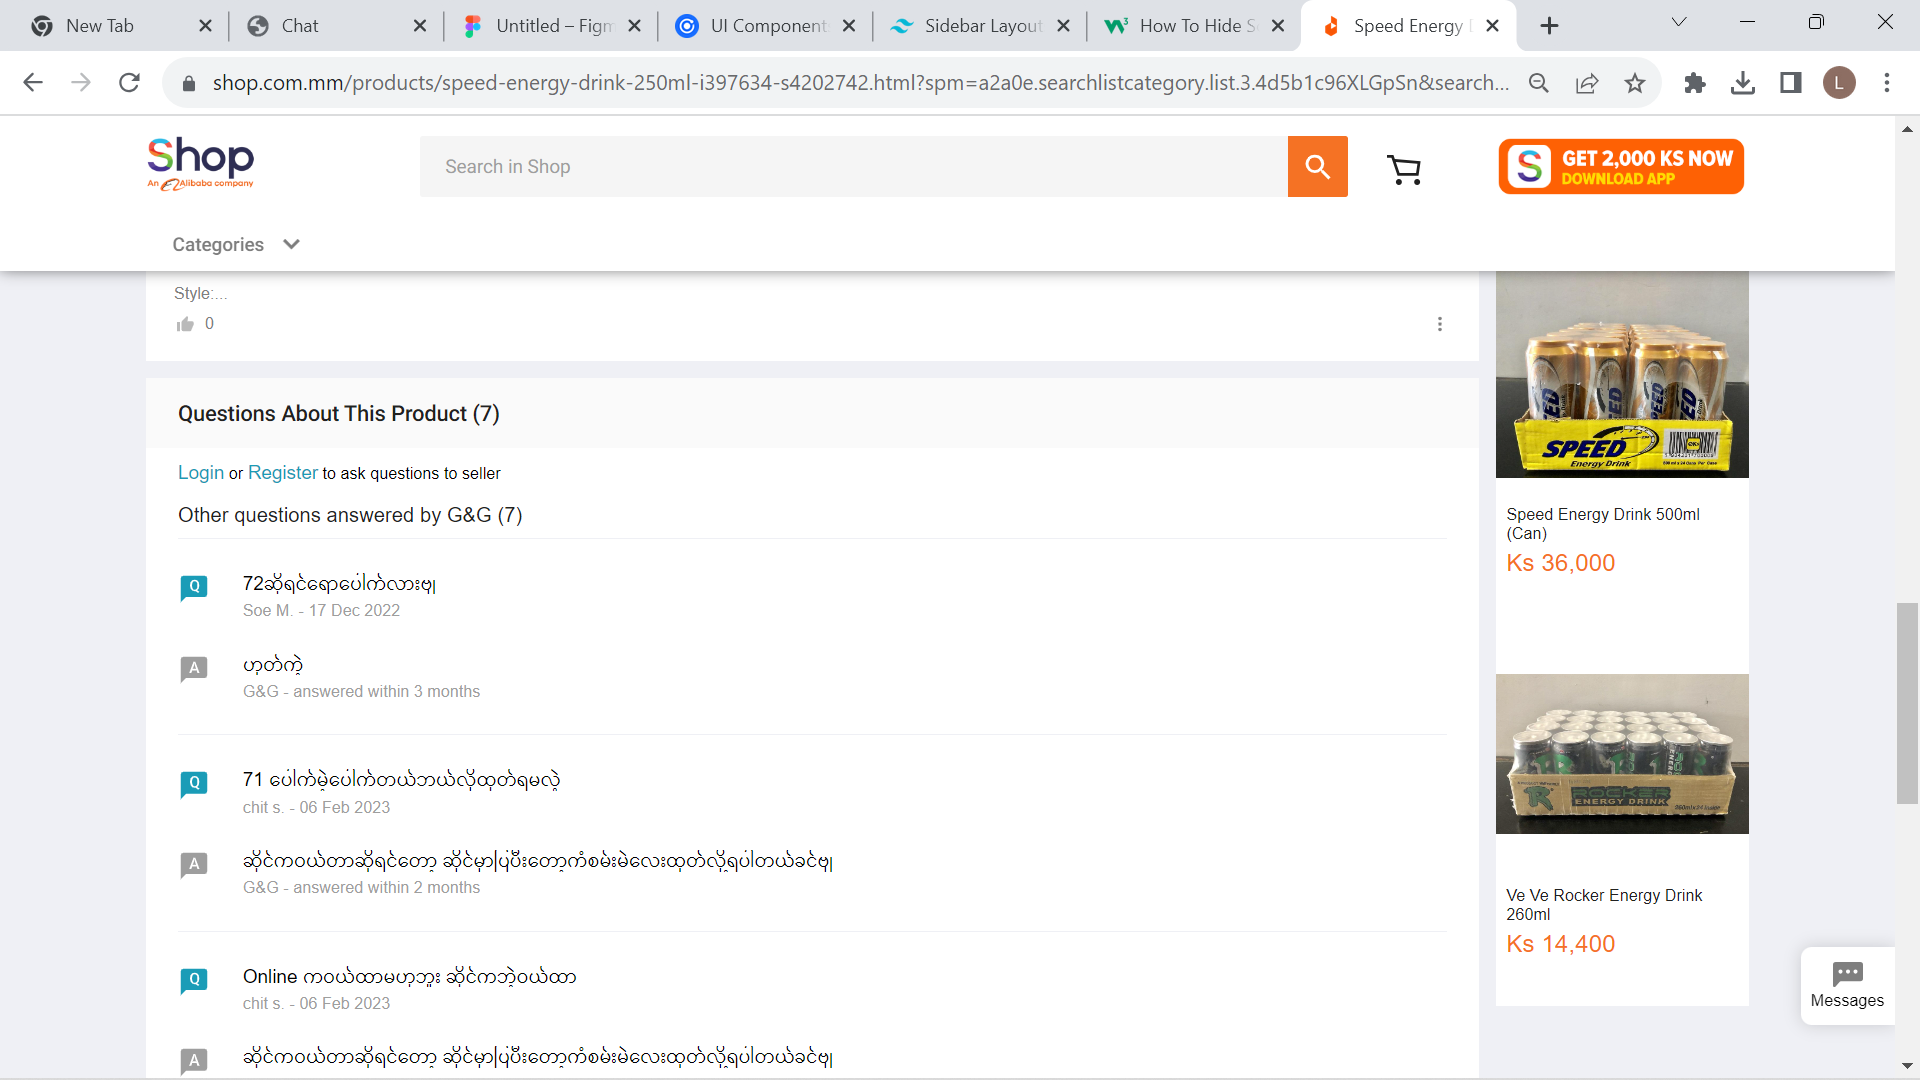 New Tab
Chat
Untitled – Figm
UI Component
Sidebar Layout
How To Hide S
Speed Energy
shop.com.mm/products/speed-energy-drink-250ml-i397634-s4202742.html?spm=a2a0e.searchlistcategory.list.3.4d5b1c96XLGpSn&search...
L
Shop
An Alibaba company
Search in Shop
S GET 2,000 KS NOW
DOWNLOAD APP
Categories
Style:...
0
Questions About This Product (7)
Login or Register to ask questions to seller
Other questions answered by G&G (7)
Q 72ဆိုရင်ရောပေါက်လားဗျ
Soe M. - 17 Dec 2022
A ဟုတ်ကဲ့
G&G - answered within 3 months
Q 71 ပေါက်မဲ့ပေါက်တယ်ဘယ်လိုထုတ်ရမလဲ့
chit s. - 06 Feb 2023
A ဆိုင်ကဝယ်တာဆိုရင်တော့ ဆိုင်မှာပြပြီးတော့ကံစမ်းမဲလေးထုတ်လို့ရပါတယ်ခင်ဗျ
G&G - answered within 2 months
Q Online ကဝယ်ထာမဟုဘူး ဆိုင်ကဘဲ့ဝယ်ထာ
chit s. - 06 Feb 2023
A ဆိုင်ကဝယ်တာဆိုရင်တော့ ဆိုင်မှာပြပြီးတော့ကံစမ်းမဲလေးထုတ်လို့ရပါတယ်ခင်ဗျ
SPEED
Energy Drink
Speed Energy Drink 500ml
(Can)
Ks 36,000
ROCKER
ENERGY DRINK
Ve Ve Rocker Energy Drink
260ml
Ks 14,400
Messages